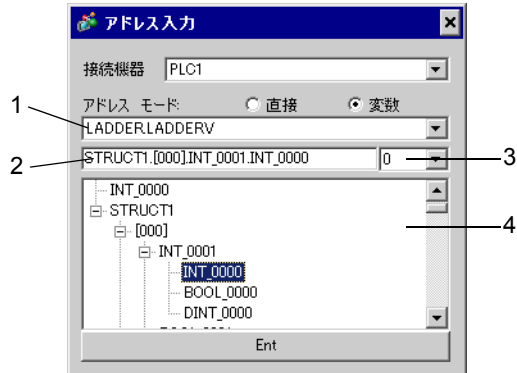 アドレス入力
接続機器 PLC1
アドレス モード: 直接 変数
1
LADDER.LADDERV
2 STRUCT1.[000].INT_0001.INT_0000 0 3
INT_0000
STRUCT1
4
[000]
INT_0001
INT_0000
BOOL_0000
DINT_0000
Ent